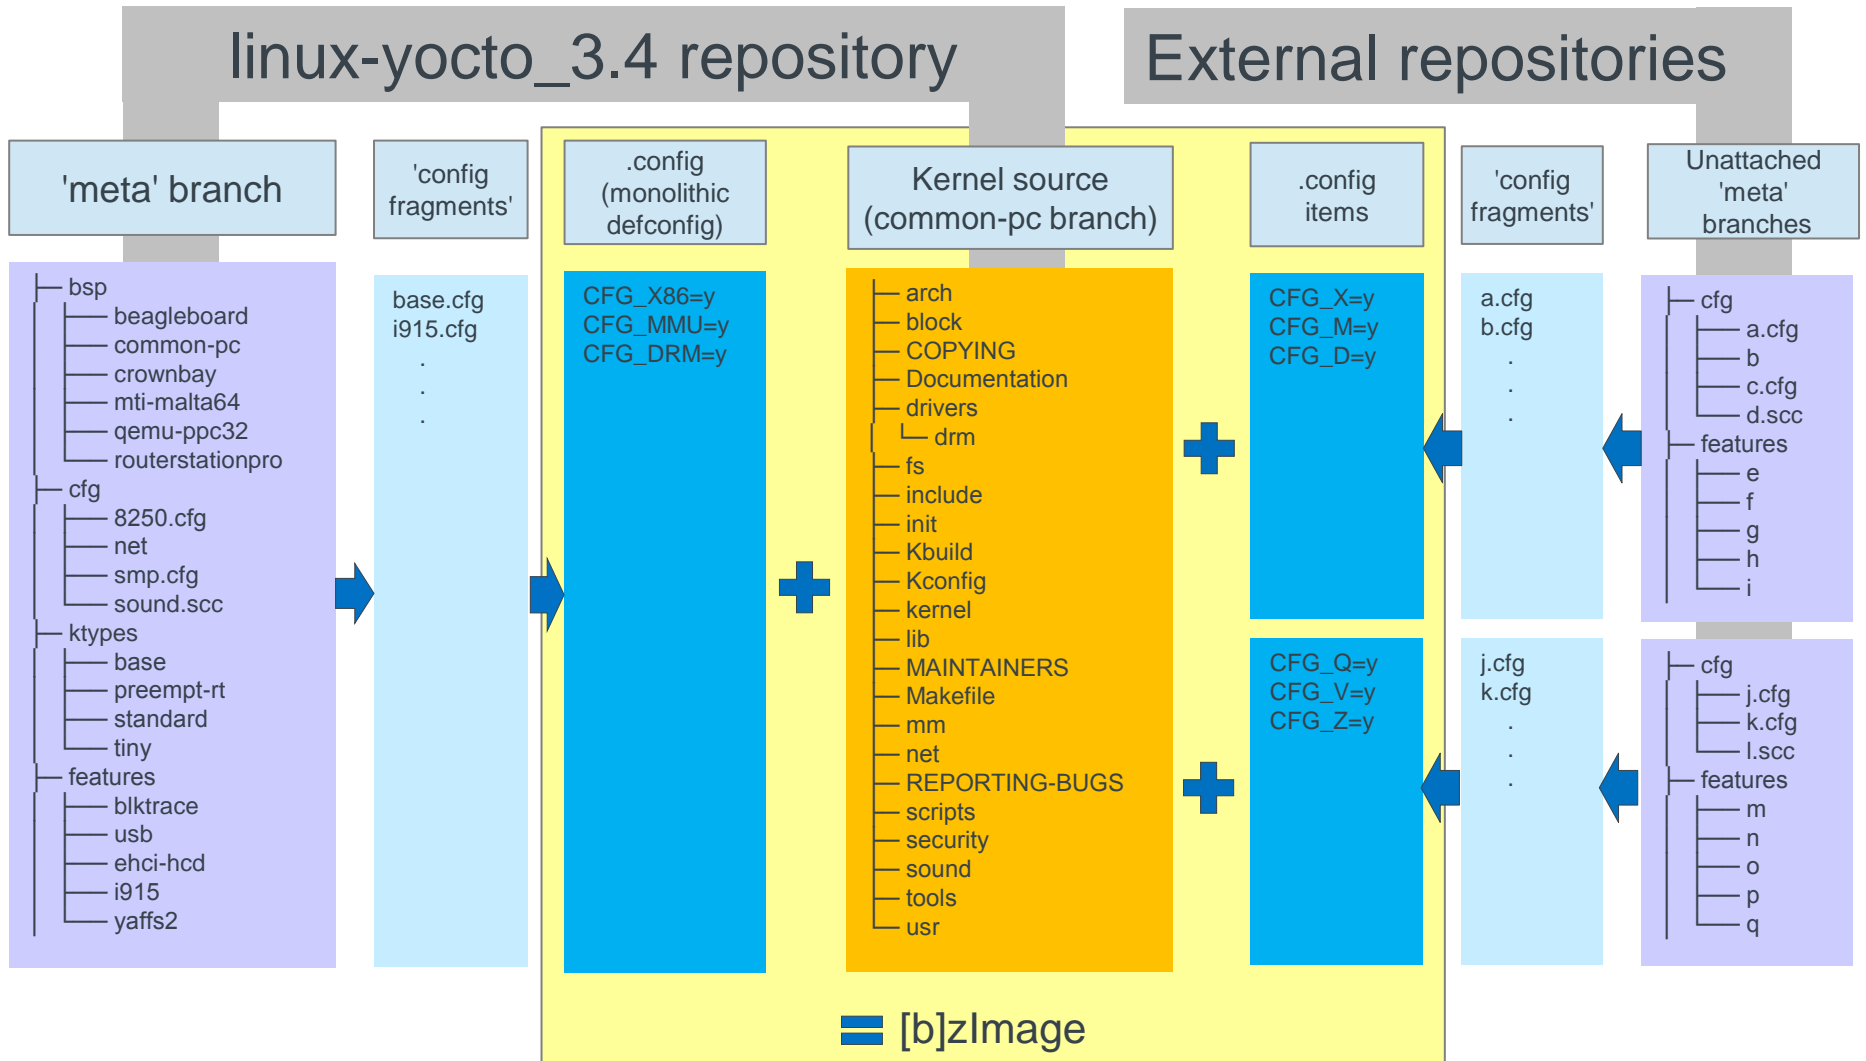 linux-yocto_3.4 repository
External repositories
'meta' branch
'config
fragments'
.config
(monolithic
defconfig)
Kernel source
(common-pc branch)
.config
items
'config
fragments'
Unattached
'meta'
branches
bsp
beagleboard
common-pc
crownbay
mti-malta64
qemu-ppc32
routerstationpro
cfg
8250.cfg
net
smp.cfg
sound.scc
ktypes
base
preempt-rt
standard
tiny
features
blktrace
usb
ehci-hcd
i915
yaffs2
base.cfg
i915.cfg
.
.
.
CFG_X86=y
CFG_MMU=y
CFG_DRM=y
arch
block
COPYING
Documentation
drivers
drm
fs
include
init
Kbuild
Kconfig
kernel
lib
MAINTAINERS
Makefile
mm
net
REPORTING-BUGS
scripts
security
sound
tools
usr
CFG_X=y
CFG_M=y
CFG_D=y
a.cfg
b.cfg
.
.
.
cfg
a.cfg
b
c.cfg
d.scc
features
e
f
g
h
i
CFG_Q=y
CFG_V=y
CFG_Z=y
j.cfg
k.cfg
.
.
.
cfg
j.cfg
k.cfg
l.scc
features
m
n
o
p
q
[b]zImage